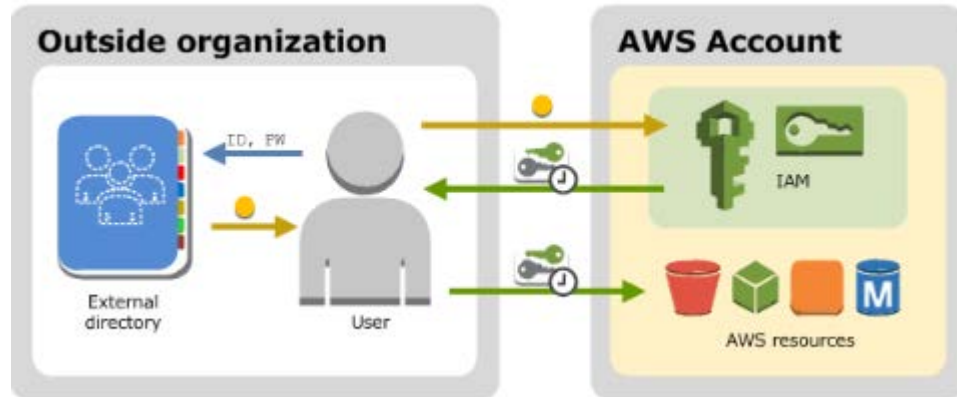 Outside organization
AWS Account
ID, PW
IAM
External
directory
User
M
AWS resources